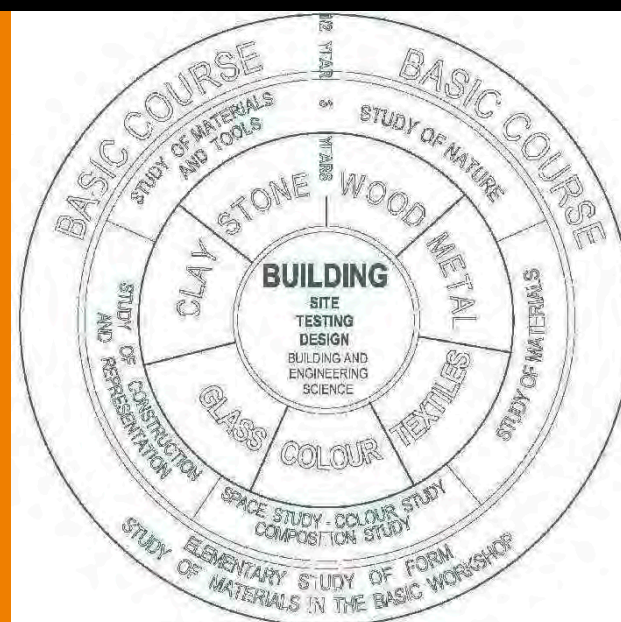 BASIC COURSE
1/2 YEAR
BASIC COURSE
STUDY OF MATERIALS
AND TOOLS
3
YEARS
STUDY OF NATURE
STUDY OF MATERIALS
SPACE STUDY - COLOUR STUDY
COMPOSITION STUDY
STUDY OF CONSTRUCTION
AND REPRESENTATION
CLAY
STONE
WOOD
METAL
TEXTILES
COLOUR
GLASS
BUILDING
SITE
TESTING
DESIGN
BUILDING AND
ENGINEERING
SCIENCE
ELEMENTARY STUDY OF FORM
STUDY OF MATERIALS IN THE BASIC WORKSHOP